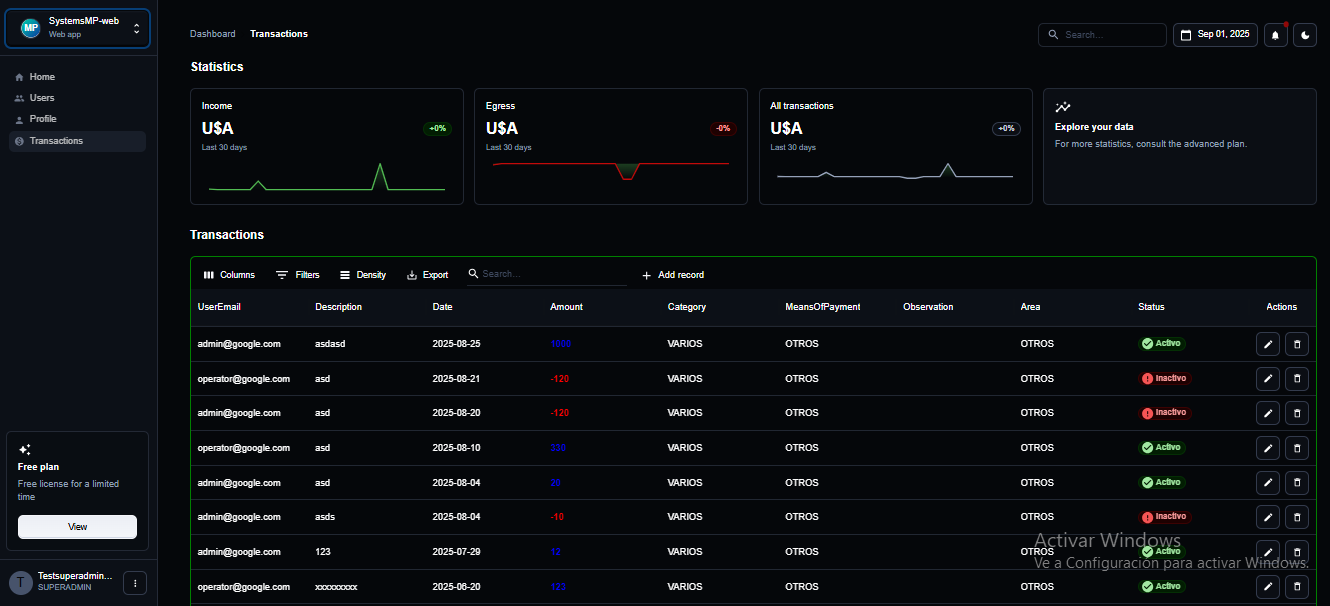 MP SystemsMP-web
Web app
Home
Users
Profile
Transactions
Free plan
Free license for a limited
time
View
T Testsuperadmin...
SUPERADMIN
Dashboard Transactions
Search...
Sep 01, 2025
Statistics
Income
U$A +0%
Last 30 days
Egress
U$A -0%
Last 30 days
All transactions
U$A +0%
Last 30 days
Explore your data
For more statistics, consult the advanced plan.
Transactions
Columns Filters Density Export Search... Add record
UserEmail Description Date Amount Category MeansOfPayment Observation Area Status Actions
admin@google.com asdasd 2025-08-25 VARIOS OTROS OTROS Activo
operator@google.com asd 2025-08-21 -120 VARIOS OTROS OTROS Inactivo
admin@google.com asd 2025-08-20 -120 VARIOS OTROS OTROS Inactivo
operator@google.com asd 2025-08-10 VARIOS OTROS OTROS Activo
admin@google.com asd 2025-08-04 20 VARIOS OTROS OTROS Activo
admin@google.com asds 2025-08-04 -10 VARIOS OTROS OTROS Inactivo
admin@google.com 123 2025-07-29 12 VARIOS OTROS OTROS Activo
operator@google.com xxxxxxxxx 2025-06-20 123 VARIOS OTROS OTROS Activo
Activar Windows
Ve a Configuración para activar Windows.